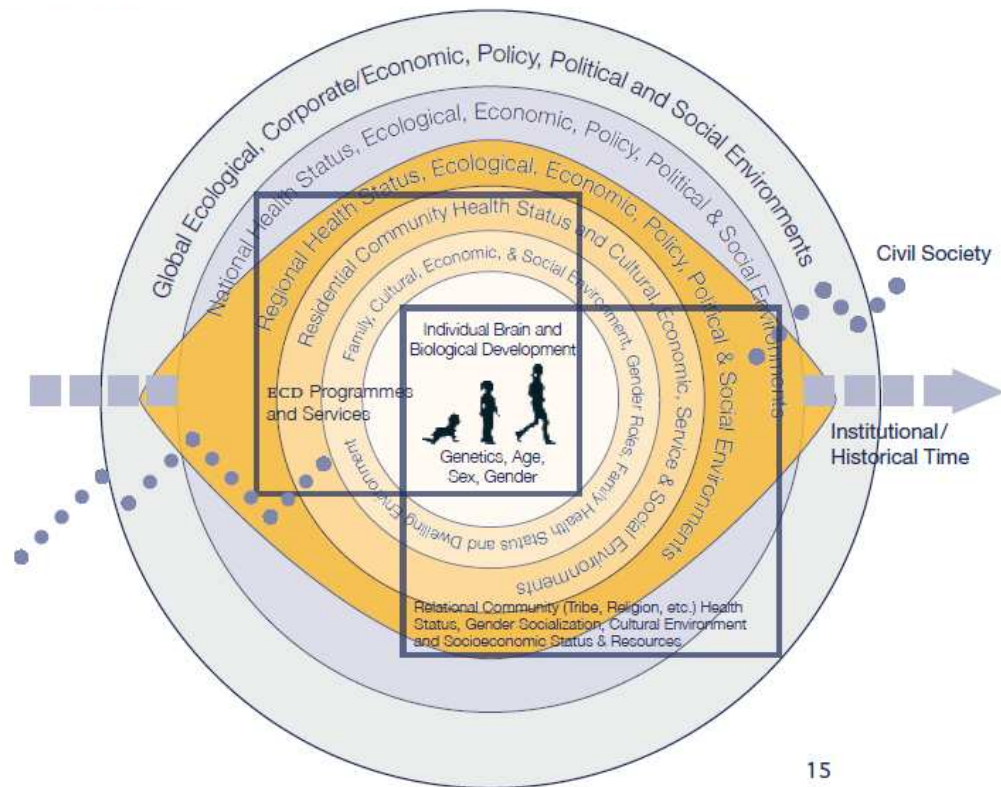 Global Ecological, Corporate/Economic, Policy, Political and Social Environments
National Health Status, Ecological, Economic, Policy, Political & Social Environments
Regional Health Status, Ecological, Economic, Policy, Political & Social Environments
Residential Community Health Status and Cultural, Economic, Service & Social Environments
Family, Cultural, Economic, & Social Environment, Gender Roles, Family Health Status and Dwelling Environment
Civil Society
Individual Brain and
Biological Development
ECD Programmes
and Services
Genetics, Age,
Sex, Gender
Institutional/
Historical Time
Relational Community (Tribe, Religion, etc.) Health
Status, Gender Socialization, Cultural Environment
and Socioeconomic Status & Resources
15